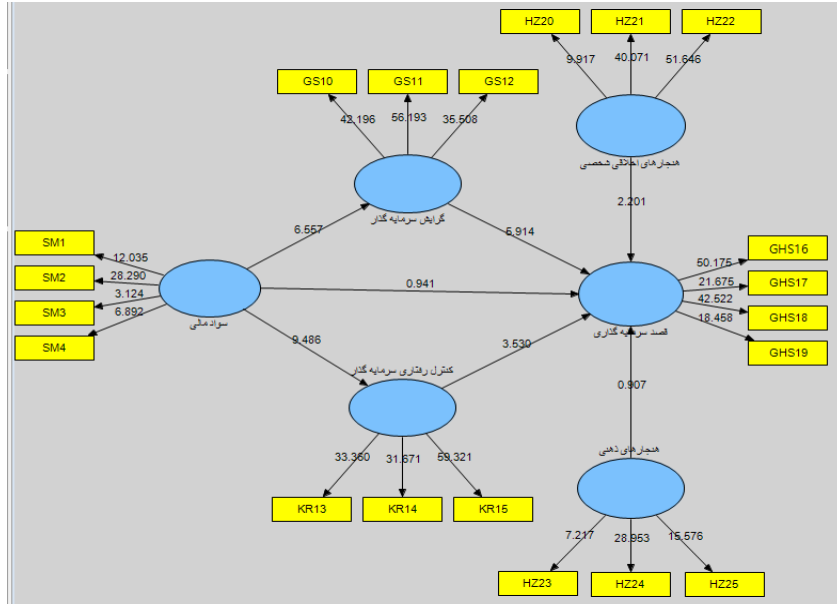 HZ20 HZ21 HZ22
9.917 40.071 51.646
GS10 GS11 GS12
42.196 56.193 35.508
هنجارهای اخلاقی شخصی
2.201
گرایش سرمایه گذار
6.557
5.914
SM1
SM2
SM3
SM4
12.035
28.290
3.124
6.892
سواد مالی
0.941
قصد سرمایه گذاری
50.175
21.675
42.522
18.458
GHS16
GHS17
GHS18
GHS19
9.486
3.530
کنترل رفتاری سرمایه گذار
0.907
33.360 31.671 59.321
KR13 KR14 KR15
هنجارهای ذهنی
7.217 28.953 15.576
HZ23 HZ24 HZ25